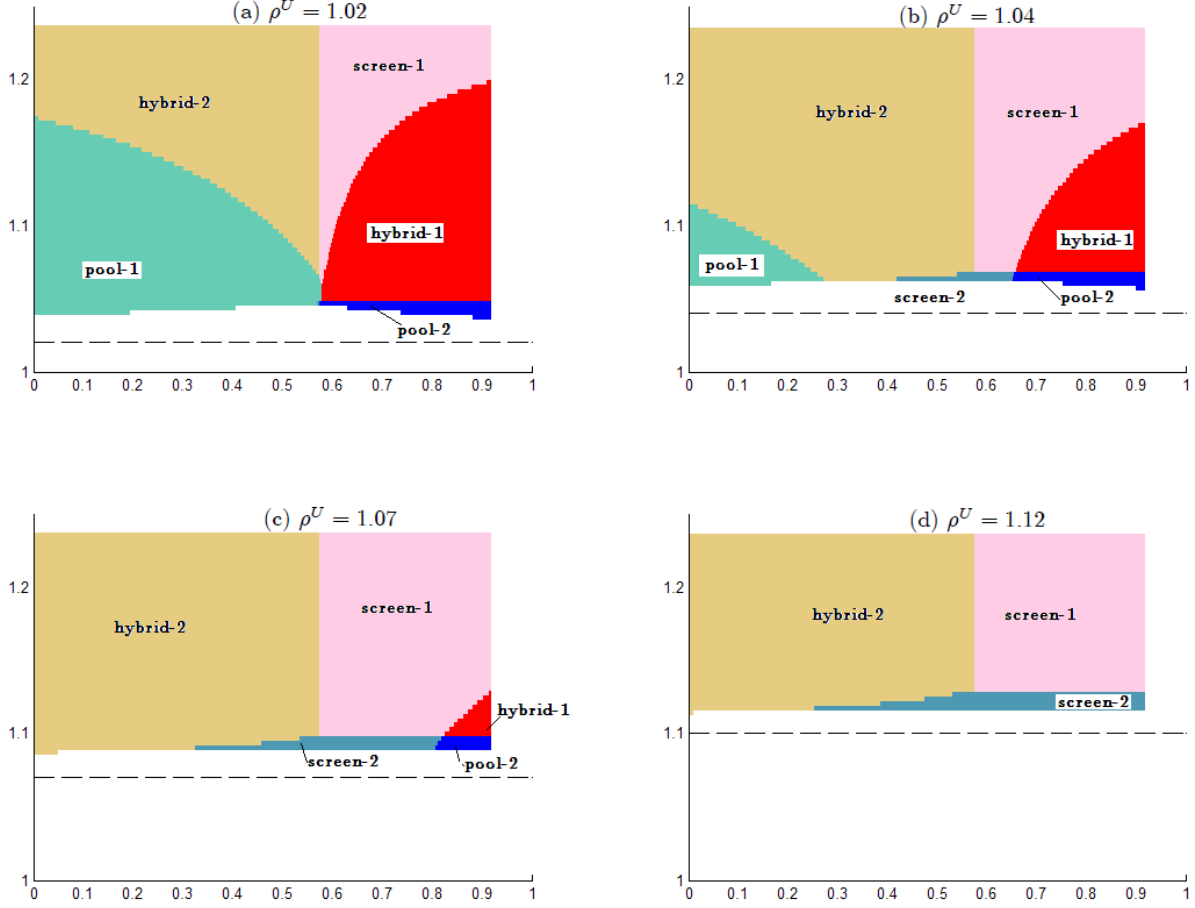 (a) ρ^U = 1.02
1.2
1.1
1
screen-1
hybrid-2
hybrid-1
pool-1
pool-2
0 0.1 0.2 0.3 0.4 0.5 0.6 0.7 0.8 0.9 1
(b) ρ^U = 1.04
1.2
1.1
1
hybrid-2
screen-1
hybrid-1
pool-1
screen-2
pool-2
0 0.1 0.2 0.3 0.4 0.5 0.6 0.7 0.8 0.9 1
(c) ρ^U = 1.07
1.2
1.1
1
screen-1
hybrid-2
hybrid-1
screen-2
pool-2
0 0.1 0.2 0.3 0.4 0.5 0.6 0.7 0.8 0.9 1
(d) ρ^U = 1.12
1.2
1.1
1
hybrid-2
screen-1
screen-2
0 0.1 0.2 0.3 0.4 0.5 0.6 0.7 0.8 0.9 1